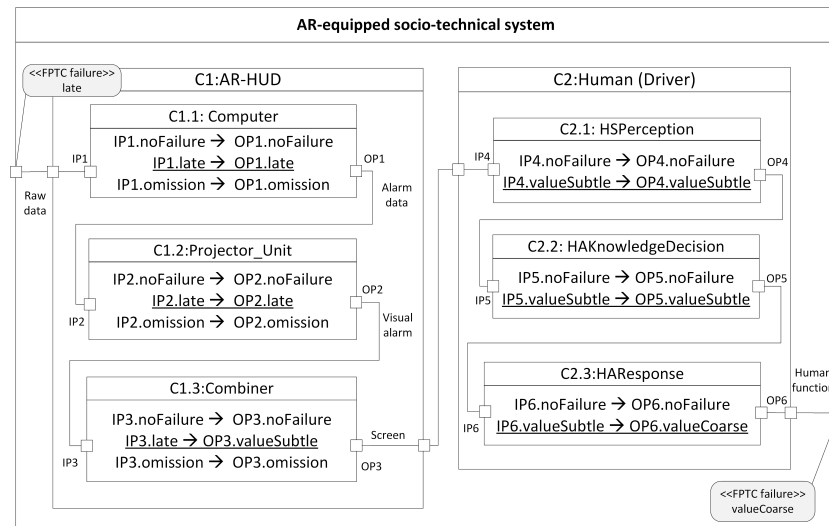 AR-equipped socio-technical system
<<FPTC failure>>
late
C1:AR-HUD
C1.1: Computer
IP1.noFailure → OP1.noFailure
IP1.late → OP1.late
IP1.omission → OP1.omission
IP1
OP1
Raw
data
Alarm
data
C1.2:Projector_Unit
IP2.noFailure → OP2.noFailure
IP2.late → OP2.late
IP2.omission → OP2.omission
IP2
OP2
Visual
alarm
C1.3:Combiner
IP3.noFailure → OP3.noFailure
IP3.late → OP3.valueSubtle
IP3.omission → OP3.omission
IP3
Screen
OP3
C2:Human (Driver)
C2.1: HSPerception
IP4.noFailure → OP4.noFailure
IP4.valueSubtle → OP4.valueSubtle
IP4
OP4
C2.2: HAKnowledgeDecision
IP5.noFailure → OP5.noFailure
IP5.valueSubtle → OP5.valueSubtle
IP5
OP5
C2.3:HAResponse
IP6.noFailure → OP6.noFailure
IP6.valueSubtle → OP6.valueCoarse
IP6
OP6
Human
function
<<FPTC failure>>
valueCoarse